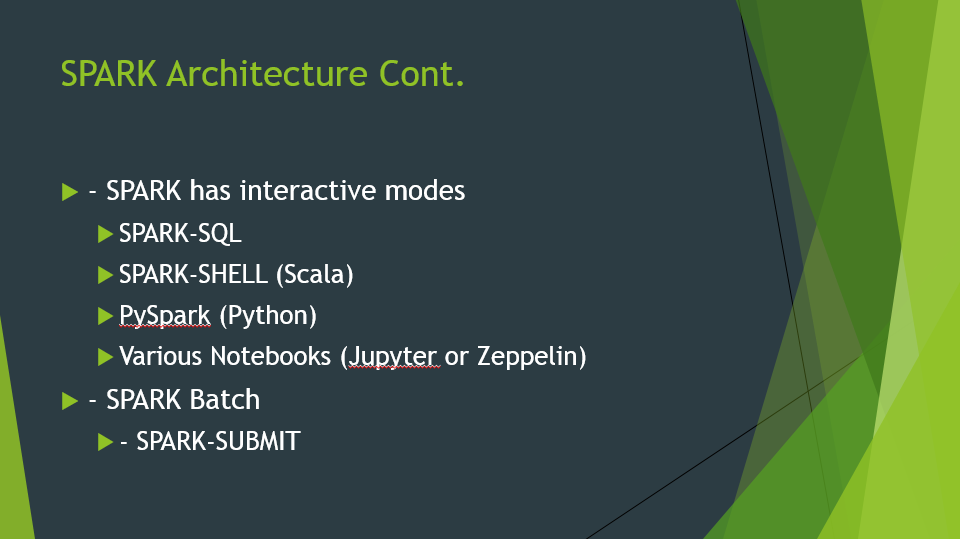 SPARK Architecture Cont.
- SPARK has interactive modes
SPARK-SQL
SPARK-SHELL (Scala)
PySpark (Python)
Various Notebooks (Jupyter or Zeppelin)
- SPARK Batch
- SPARK-SUBMIT